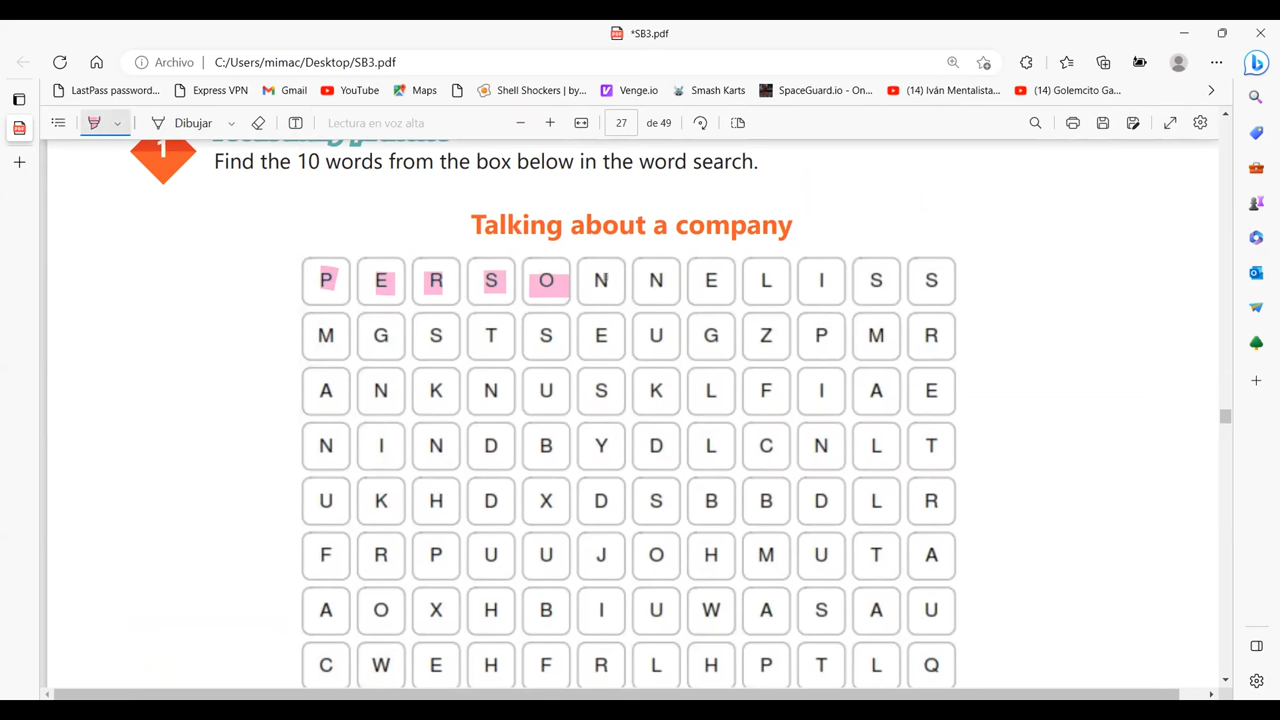 *SB3.pdf
Archivo C:/Users/mimac/Desktop/SB3.pdf
LastPass password... Express VPN Gmail YouTube Maps Shell Shockers | by... Venge.io Smash Karts SpaceGuard.io - On... (14) Iván Mentalista... (14) Golemcito Ga...
Dibujar Lectura en voz alta 27 de 49
1
Find the 10 words from the box below in the word search.
Talking about a company
P E R S O N N E L I S S
M G S T S E U G Z P M R
A N K N U S K L F I A E
N I N D B Y D L C N L T
U K H D X D S B B D L R
F R P U U J O H M U T A
A O X H B I U W A S A U
C W E H F R L H P T L Q